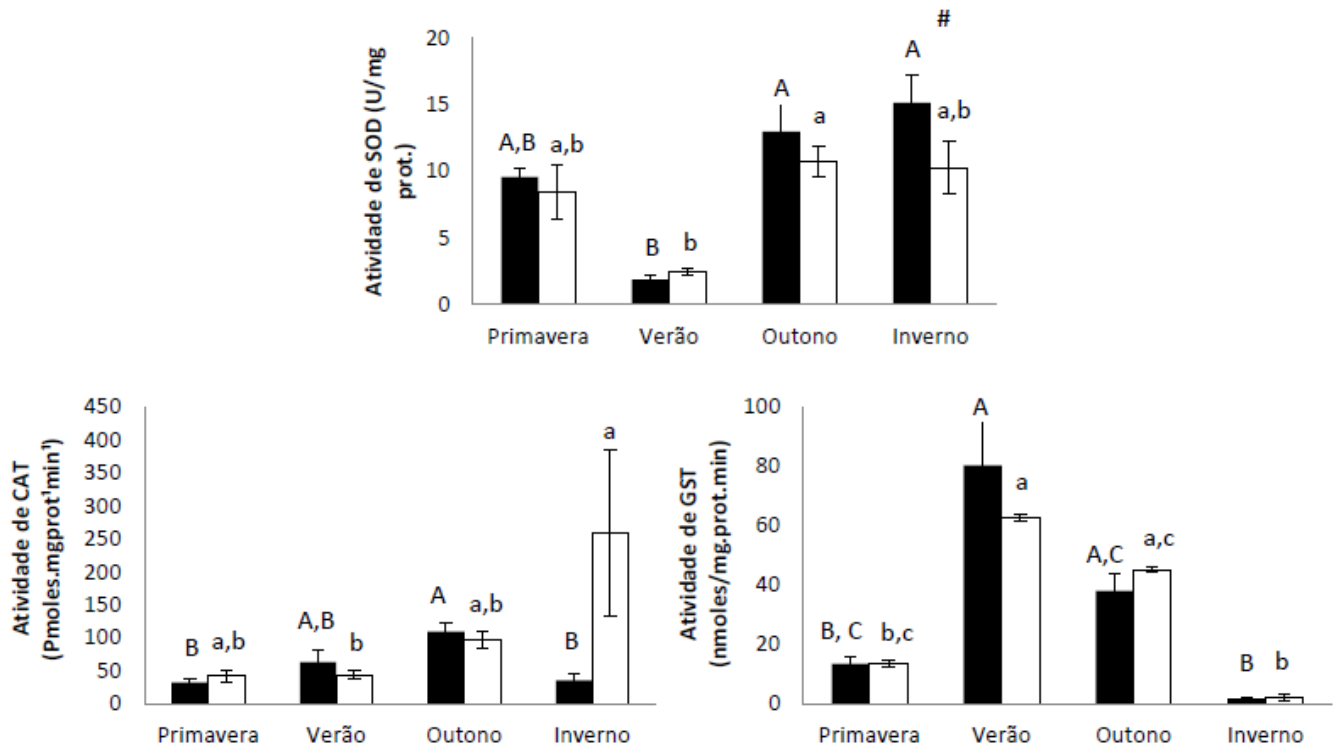 #
Atividade de SOD (U/mg
prot.)
20
15
10
5
0
A,B
a,b
B
b
A
a
A
a,b
Primavera
Verão
Outono
Inverno
Atividade de CAT
(Pmoles.mgprot¹min¹)
450
400
350
300
250
200
150
100
50
0
B
a,b
A,B
b
A
a,b
B
a
Primavera
Verão
Outono
Inverno
Atividade de GST
(nmoles/mg.prot.min)
100
80
60
40
20
0
B, C
b,c
A
a
A,C
a,c
B
b
Primavera
Verão
Outono
Inverno